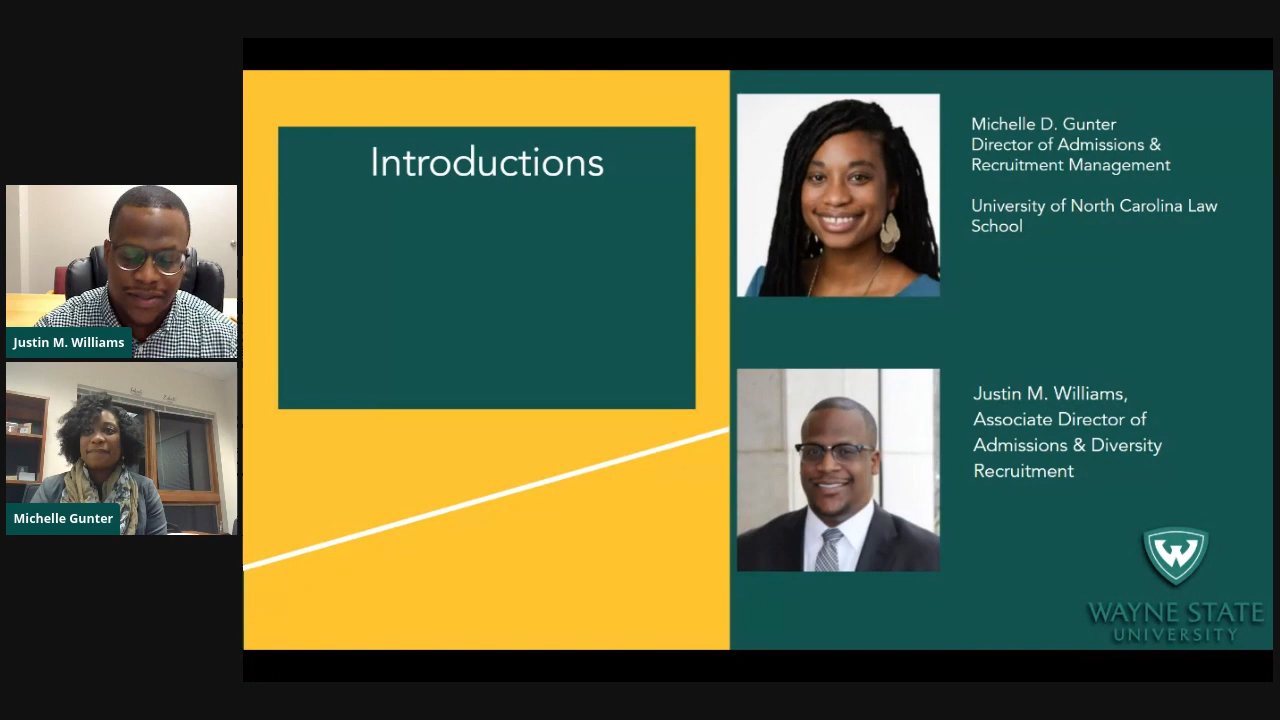 Introductions
Michelle D. Gunter
Director of Admissions &
Recruitment Management
University of North Carolina Law
School
Justin M. Williams,
Associate Director of
Admissions & Diversity
Recruitment
W
WAYNE STATE
UNIVERSITY
Justin M. Williams
Michelle Gunter